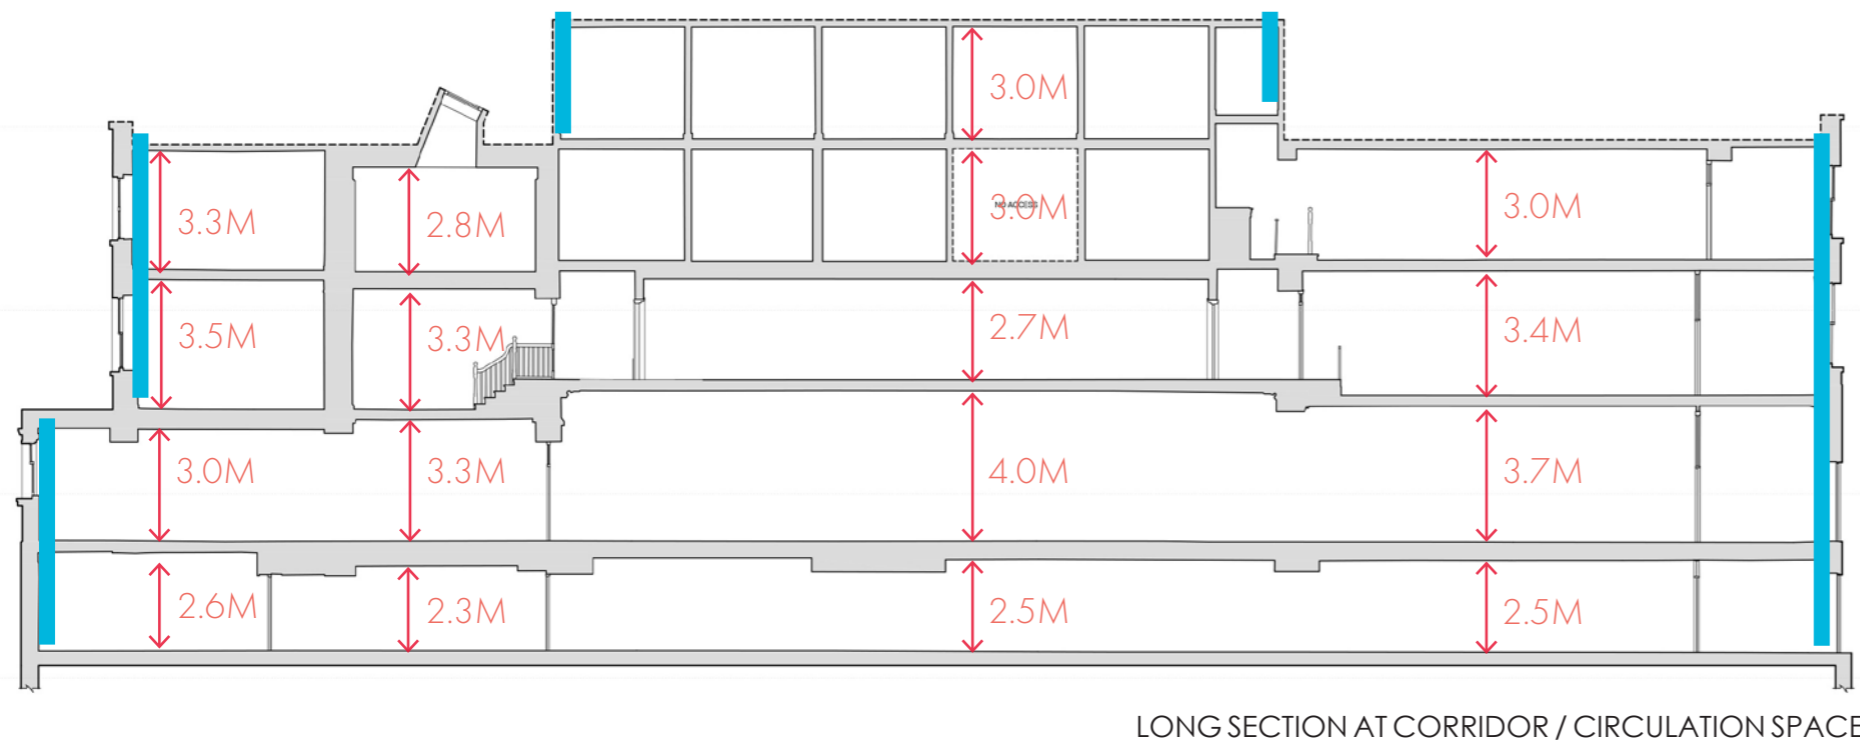 3.0M
3.3M
2.8M
NO ACCESS
3.0M
3.0M
3.5M
3.3M
2.7M
3.4M
3.0M
3.3M
4.0M
3.7M
2.6M
2.3M
2.5M
2.5M
LONG SECTION AT CORRIDOR / CIRCULATION SPACE